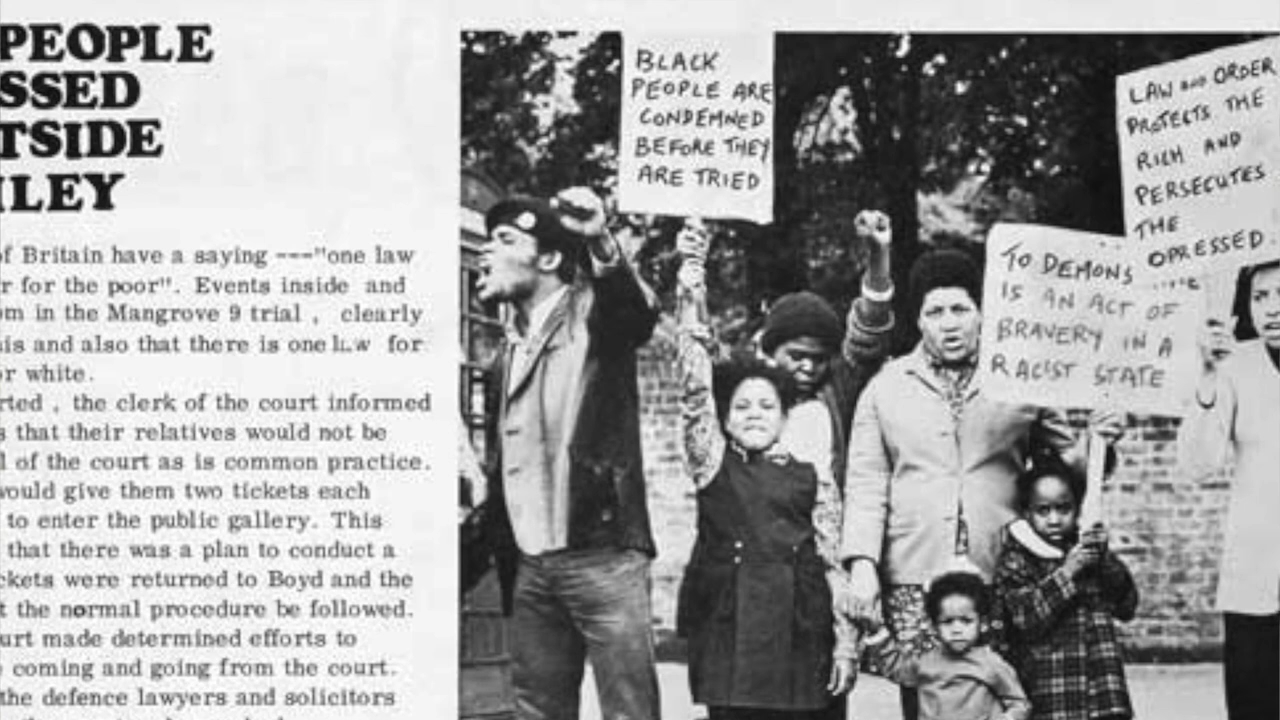 PEOPLE
SSED
TSIDE
ILEY
of Britain have a saying ---"one law
r for the poor". Events inside and
om in the Mangrove 9 trial , clearly
sis and also that there is one law for
or white.
rted , the clerk of the court informed
s that their relatives would not be
l of the court as is common practice.
would give them two tickets each
to enter the public gallery. This
that there was a plan to conduct a
ckets were returned to Boyd and the
t the normal procedure be followed.
urt made determined efforts to
coming and going from the court.
the defence lawyers and solicitors
BLACK
PEOPLE ARE
CONDEMNED
BEFORE THEY
ARE TRIED
TO DEMONS
IS AN ACT OF
BRAVERY IN A
RACIST STATE
LAW AND ORDER
PROTECTS THE
RICH AND
PERSECUTES
THE
OPRESSED